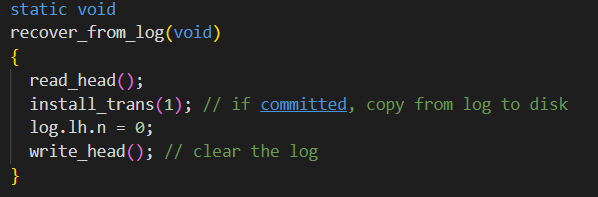 static void
recover_from_log(void)
{
  read_head();
  install_trans(1); // if committed, copy from log to disk
  log.lh.n = 0;
  write_head(); // clear the log
}